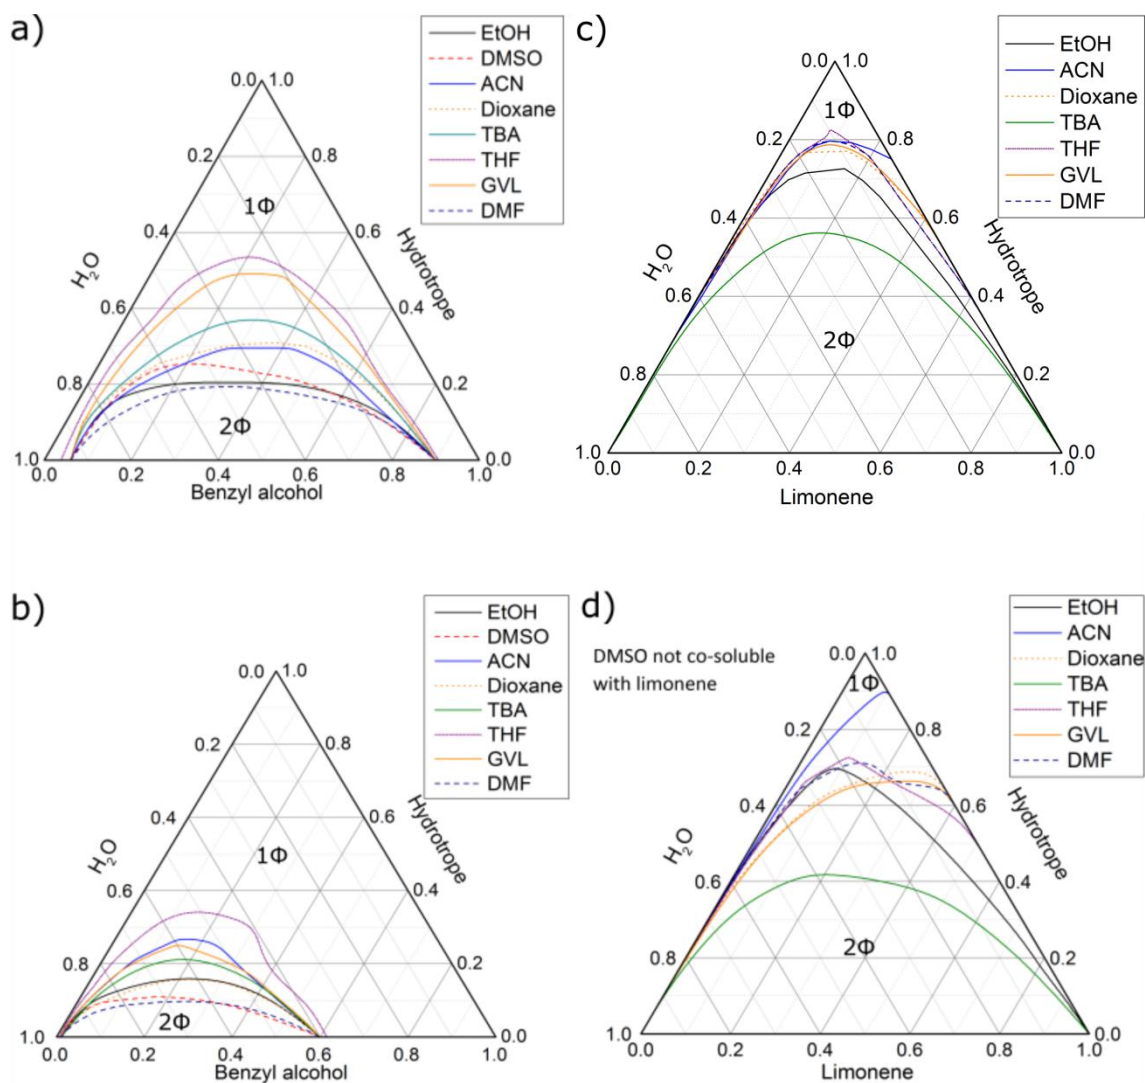 a)
EtOH
DMSO
ACN
Dioxane
TBA
THF
GVL
DMF
0.0 1.0
0.2 0.8
1Φ
0.4 0.6
H₂O
Hydrotrope
0.6 0.4
0.8 0.2
2Φ
1.0 0.0
0.0 0.2 0.4 0.6 0.8 1.0
Benzyl alcohol
c)
EtOH
ACN
Dioxane
TBA
THF
GVL
DMF
0.0 1.0
1Φ
0.2 0.8
0.4 0.6
H₂O
Hydrotrope
0.6 0.4
2Φ
0.8 0.2
1.0 0.0
0.0 0.2 0.4 0.6 0.8 1.0
Limonene
b)
EtOH
DMSO
ACN
Dioxane
TBA
THF
GVL
DMF
0.0 1.0
0.2 0.8
0.4 0.6
H₂O
Hydrotrope
1Φ
0.6 0.4
0.8 0.2
2Φ
1.0 0.0
0.0 0.2 0.4 0.6 0.8 1.0
Benzyl alcohol
d)
DMSO not co-soluble
with limonene
EtOH
ACN
Dioxane
TBA
THF
GVL
DMF
0.0 1.0
1Φ
0.2 0.8
0.4 0.6
H₂O
Hydrotrope
0.6 0.4
2Φ
0.8 0.2
1.0 0.0
0.0 0.2 0.4 0.6 0.8 1.0
Limonene